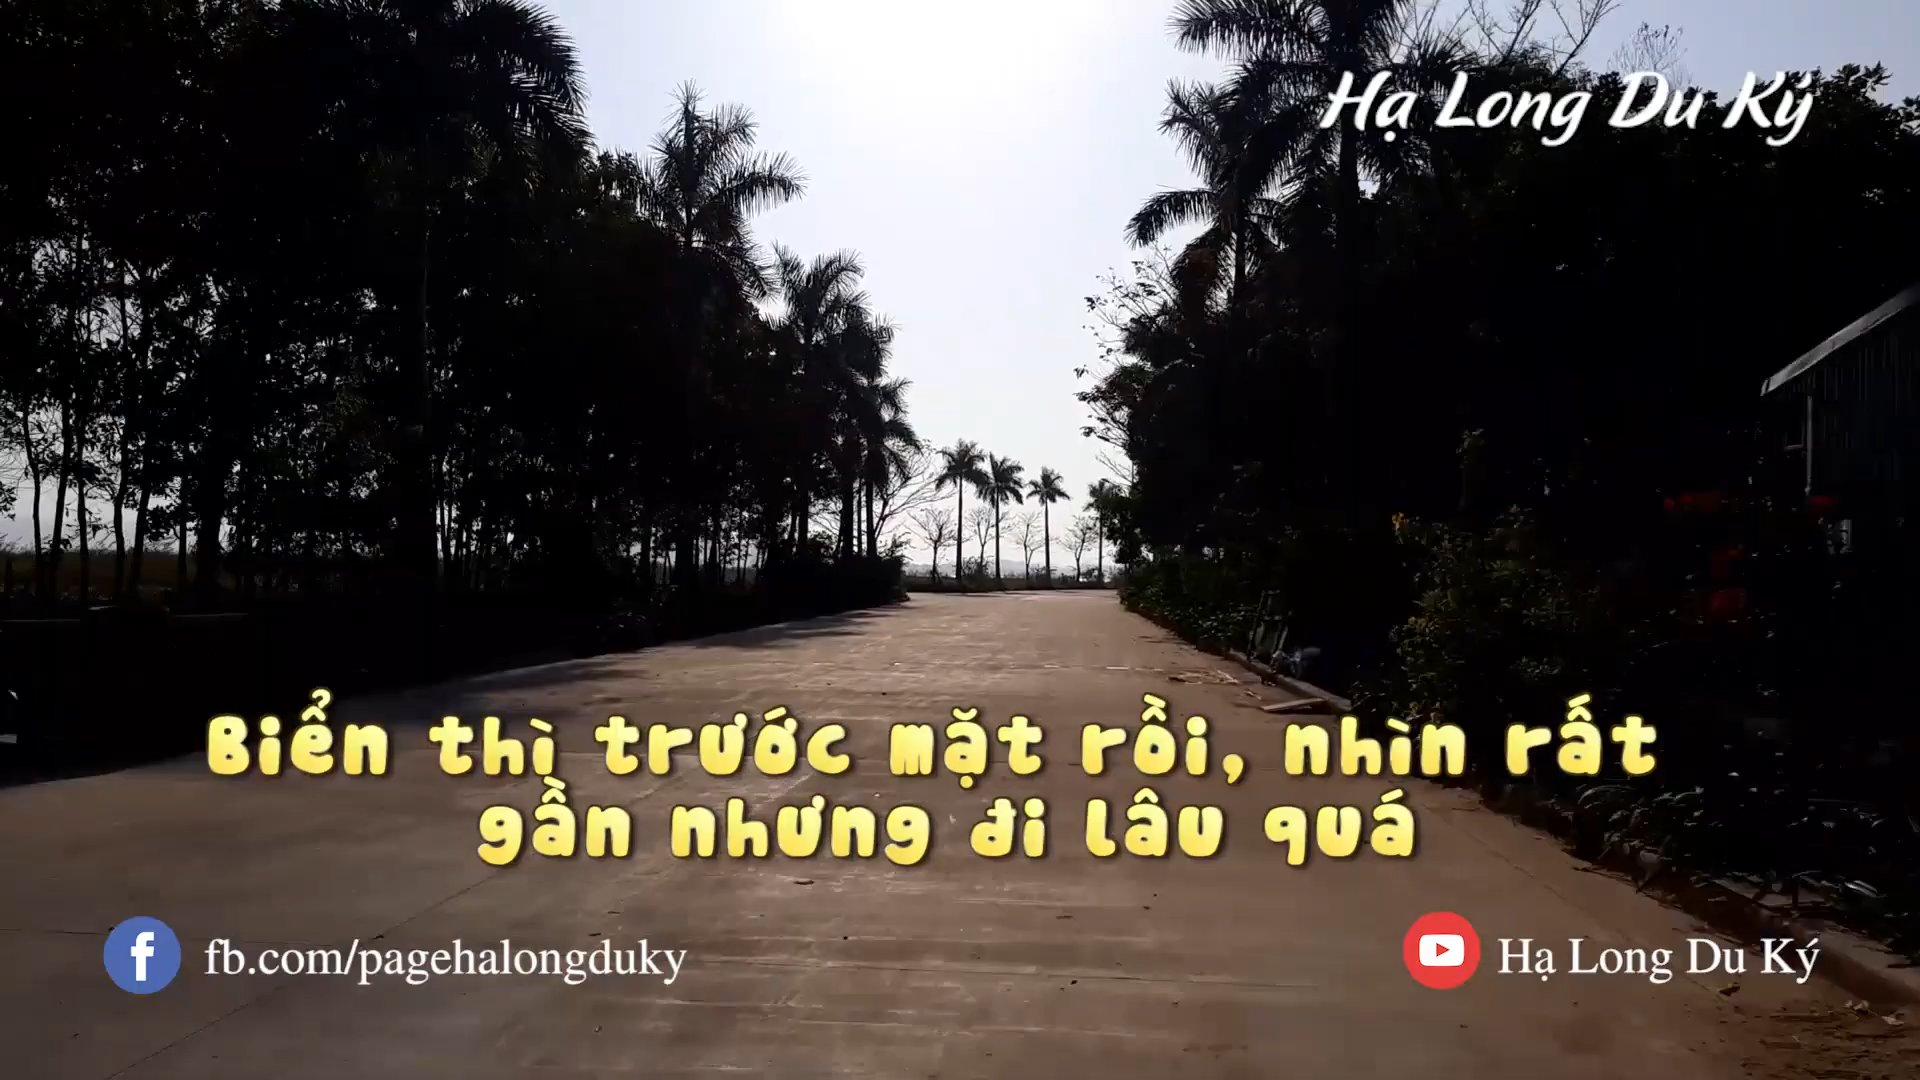 Hạ Long Du Ký
Biển thì trước mặt rồi, nhìn rất
gần nhưng đi lâu quá
fb.com/pagehalongduky
Hạ Long Du Ký